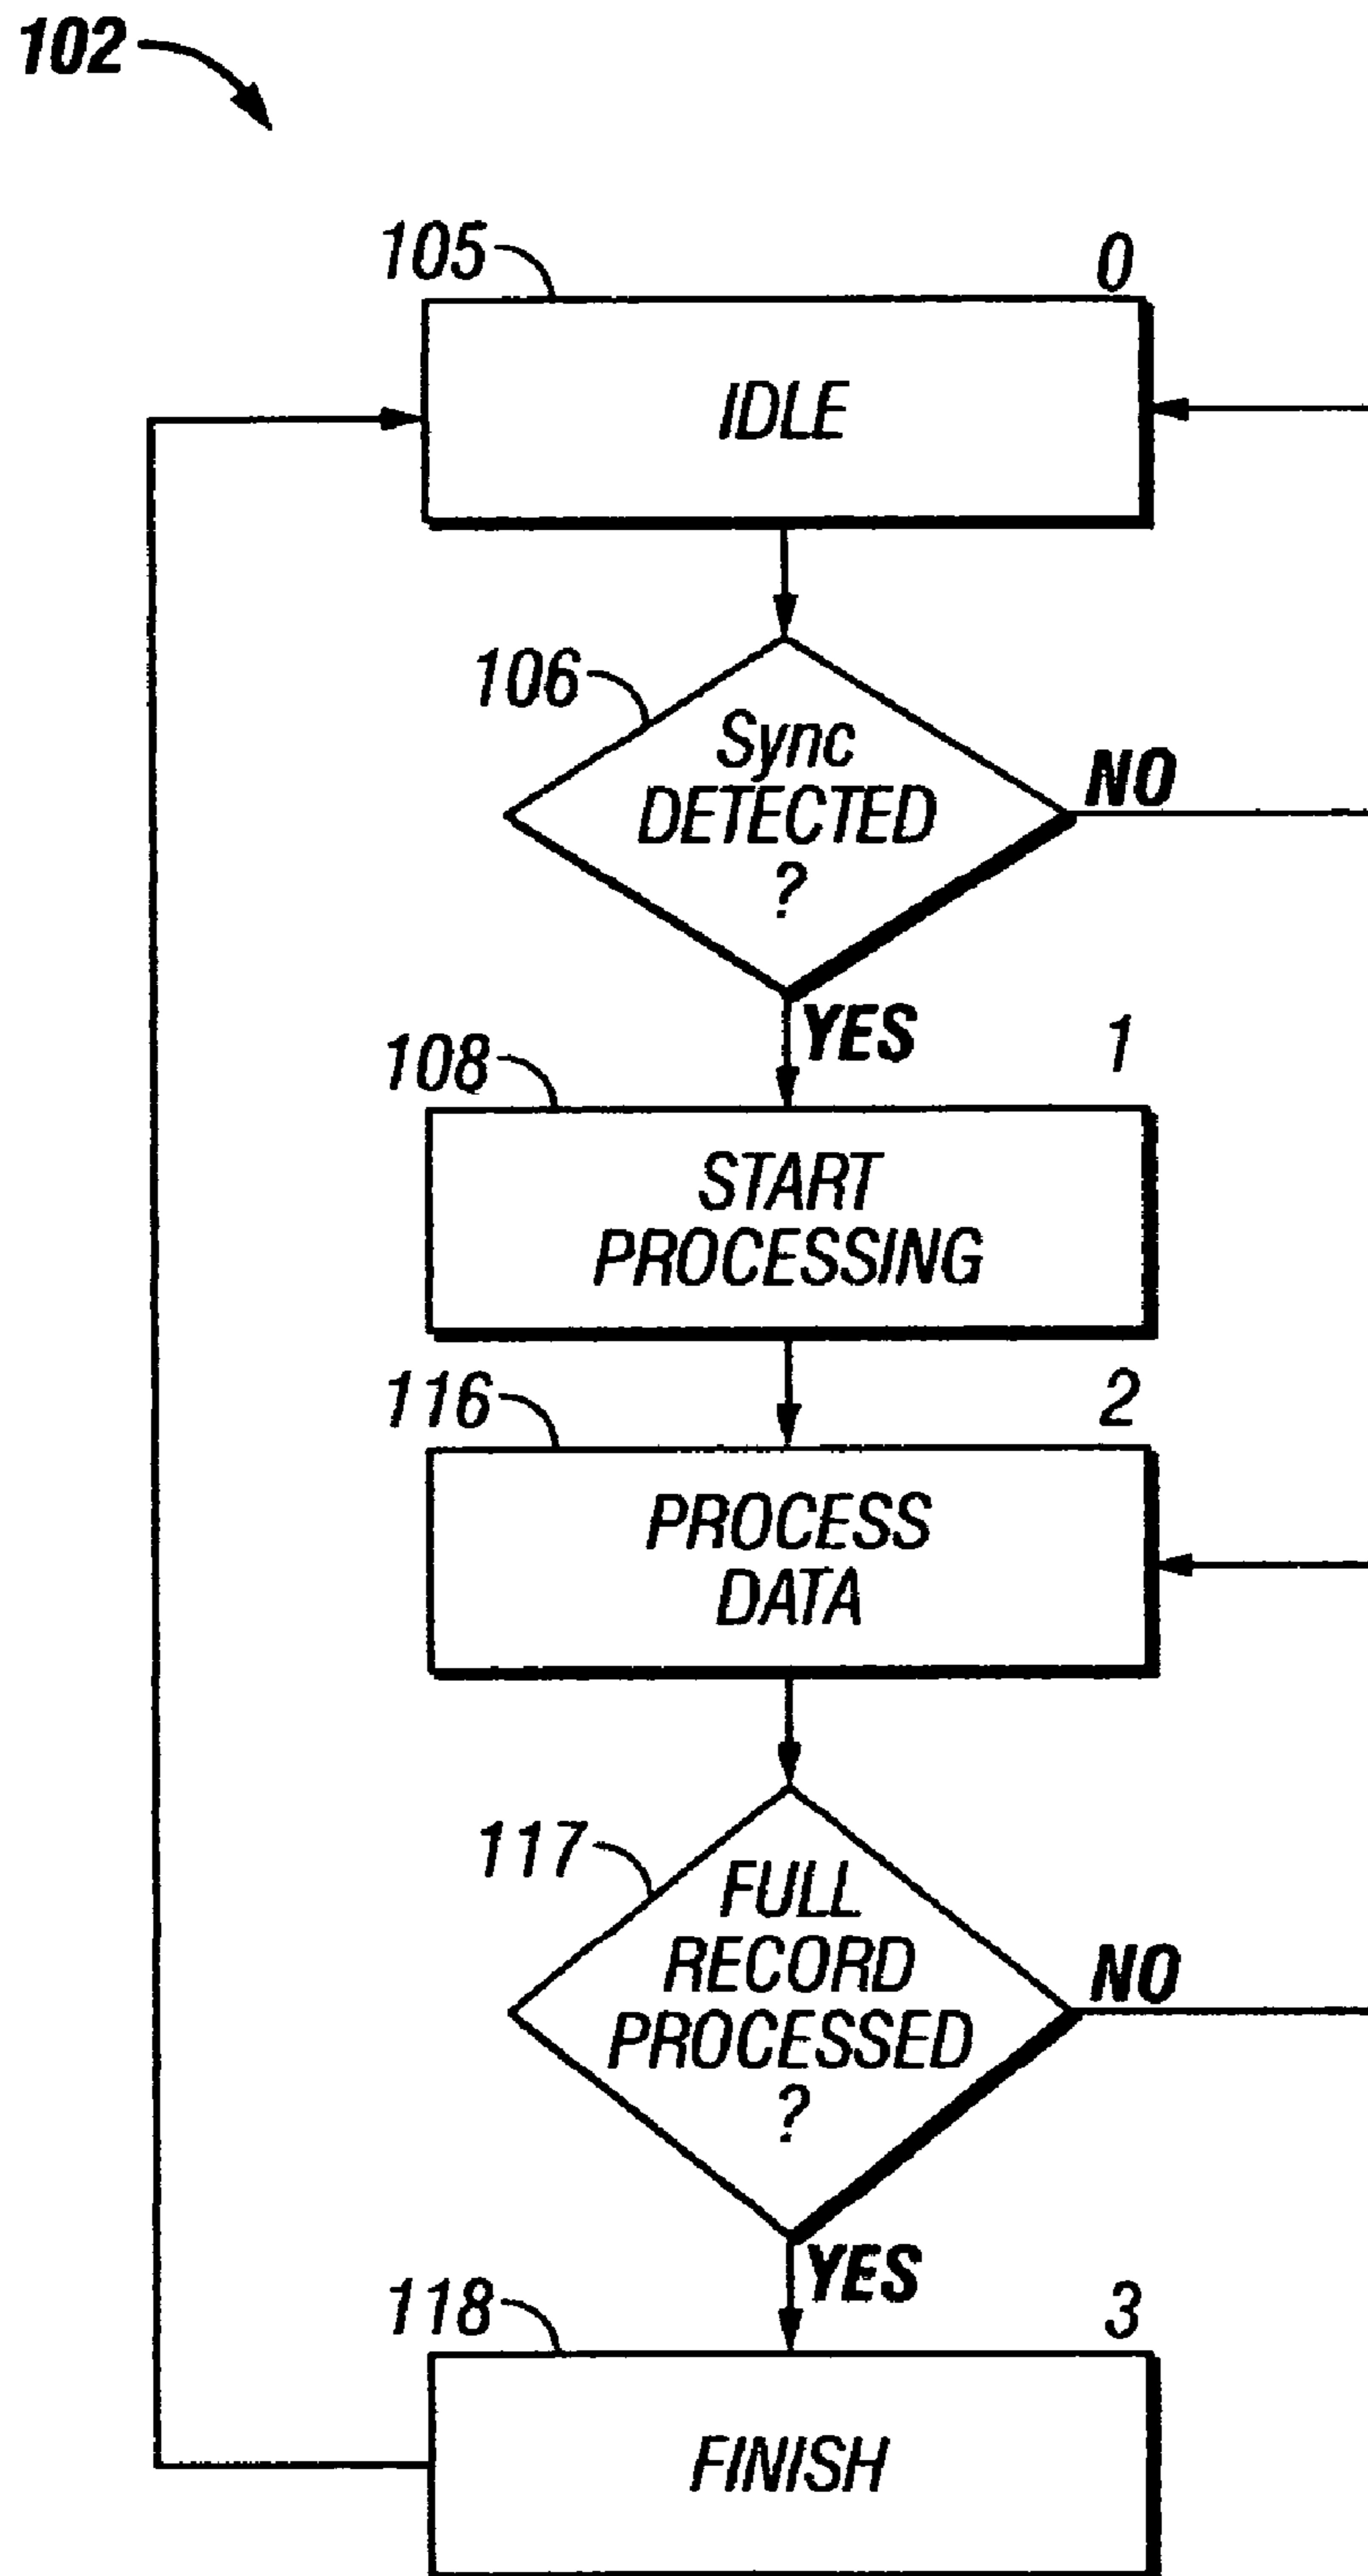 102
105
0
IDLE
106
Sync
DETECTED
?
NO
YES
1
108
START
PROCESSING
116
2
PROCESS
DATA
117
FULL
RECORD
PROCESSED
?
NO
YES
118
3
FINISH